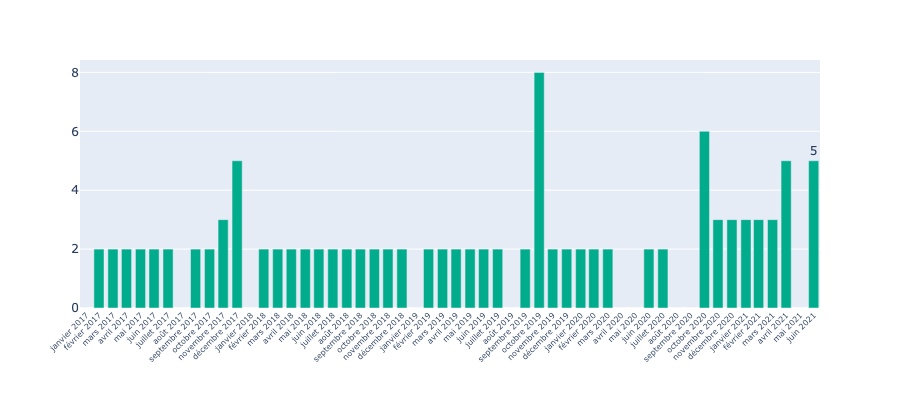 8
6
5
4
2
0
janvier 2017
février 2017
mars 2017
avril 2017
mai 2017
juin 2017
juillet 2017
août 2017
septembre 2017
octobre 2017
novembre 2017
décembre 2017
janvier 2018
février 2018
mars 2018
avril 2018
mai 2018
juin 2018
juillet 2018
août 2018
septembre 2018
octobre 2018
novembre 2018
décembre 2018
janvier 2019
février 2019
mars 2019
avril 2019
mai 2019
juin 2019
juillet 2019
août 2019
septembre 2019
octobre 2019
novembre 2019
décembre 2019
janvier 2020
février 2020
mars 2020
avril 2020
mai 2020
juin 2020
juillet 2020
août 2020
septembre 2020
octobre 2020
novembre 2020
décembre 2020
janvier 2021
février 2021
mars 2021
avril 2021
mai 2021
juin 2021